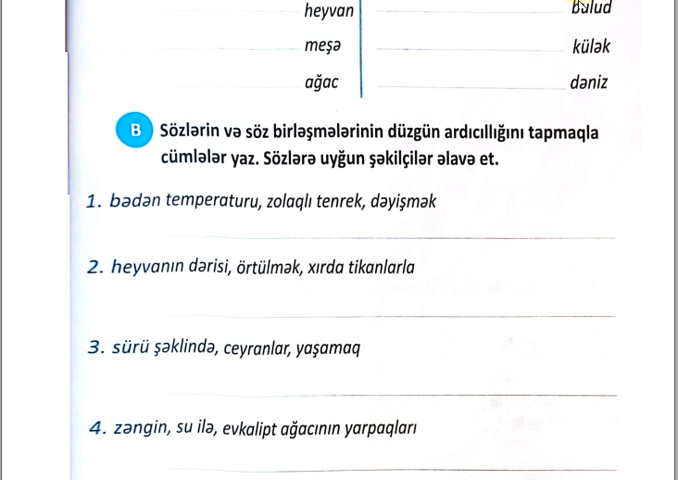 heyvan bulud
meşə külək
ağac dəniz
B Sözlərin və söz birləşmələrinin düzgün ardıcıllığını tapmaqla
cümlələr yaz. Sözlərə uyğun şəkilçilər əlavə et.
1. bədən temperaturu, zolaqlı tenrek, dəyişmək
2. heyvanın dərisi, örtülmək, xırda tikanlarla
3. sürü şəklində, ceyranlar, yaşamaq
4. zəngin, su ilə, evkalipt ağacının yarpaqları